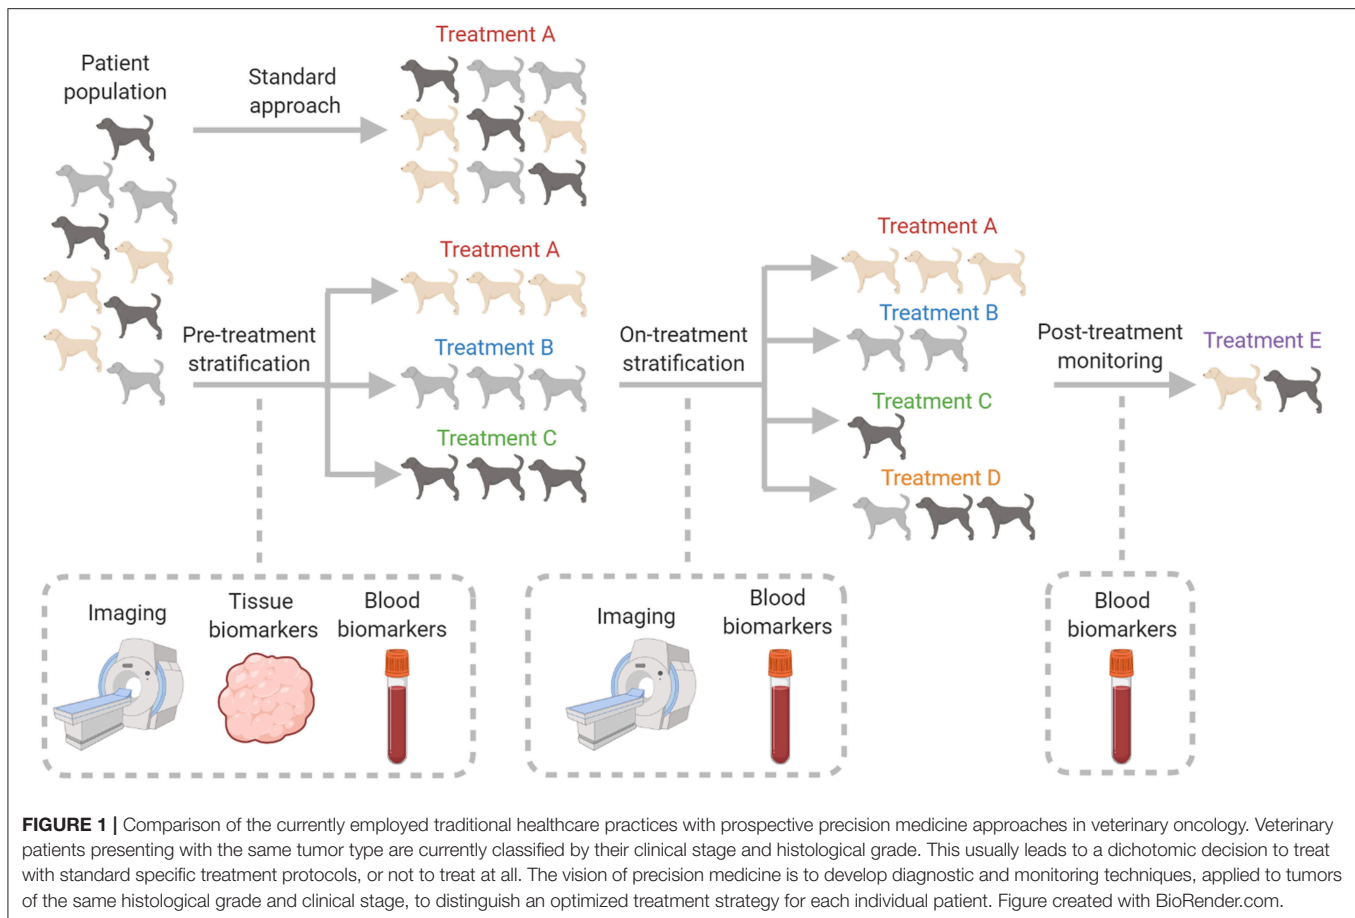 Patient
population
Standard
approach
Treatment A
Pre-treatment
stratification
Treatment A
Treatment B
Treatment C
On-treatment
stratification
Treatment A
Treatment B
Treatment C
Treatment D
Post-treatment
monitoring
Treatment E
Imaging
Tissue
biomarkers
Blood
biomarkers
Imaging
Blood
biomarkers
Blood
biomarkers
FIGURE 1 | Comparison of the currently employed traditional healthcare practices with prospective precision medicine approaches in veterinary oncology. Veterinary
patients presenting with the same tumor type are currently classified by their clinical stage and histological grade. This usually leads to a dichotomic decision to treat
with standard specific treatment protocols, or not to treat at all. The vision of precision medicine is to develop diagnostic and monitoring techniques, applied to tumors
of the same histological grade and clinical stage, to distinguish an optimized treatment strategy for each individual patient. Figure created with BioRender.com.